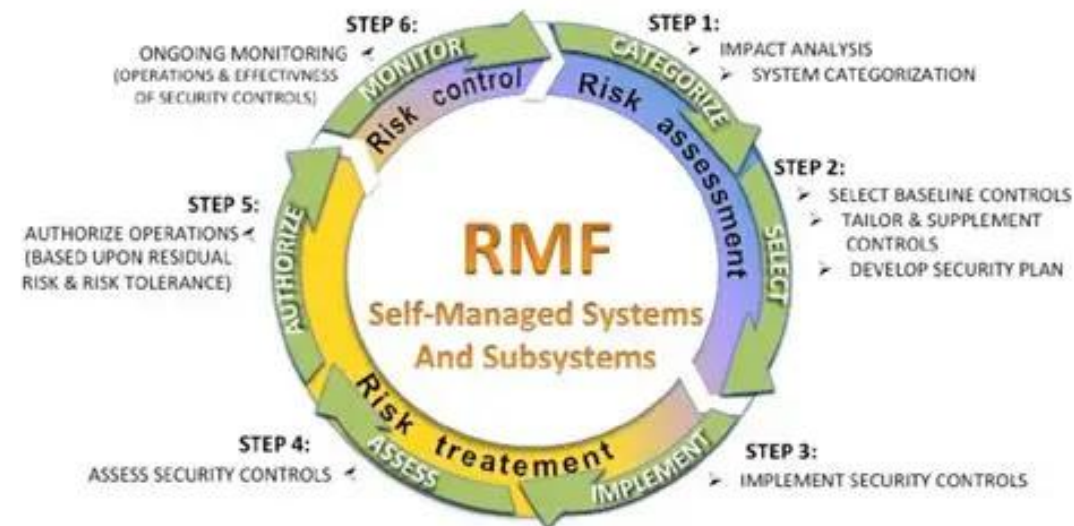 STEP 1:
IMPACT ANALYSIS
SYSTEM CATEGORIZATION
STEP 2:
SELECT BASELINE CONTROLS
TAILOR & SUPPLEMENT
CONTROLS
DEVELOP SECURITY PLAN
STEP 3:
IMPLEMENT SECURITY CONTROLS
STEP 4:
ASSESS SECURITY CONTROLS
STEP 5:
AUTHORIZE OPERATIONS
(BASED UPON RESIDUAL
RISK & RISK TOLERANCE)
STEP 6:
ONGOING MONITORING
(OPERATIONS & EFFECTIVNESS
OF SECURITY CONTROLS)
CATEGORIZE
SELECT
IMPLEMENT
ASSESS
AUTHORIZE
MONITOR
Risk assessment
Risk treatement
Risk control
RMF
Self-Managed Systems
And Subsystems